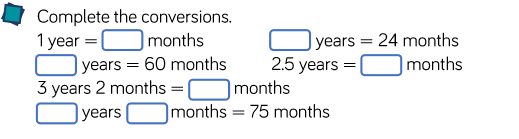 Complete the conversions.
1 year = months years = 24 months
years = 60 months 2.5 years = months
3 years 2 months = months
years months = 75 months